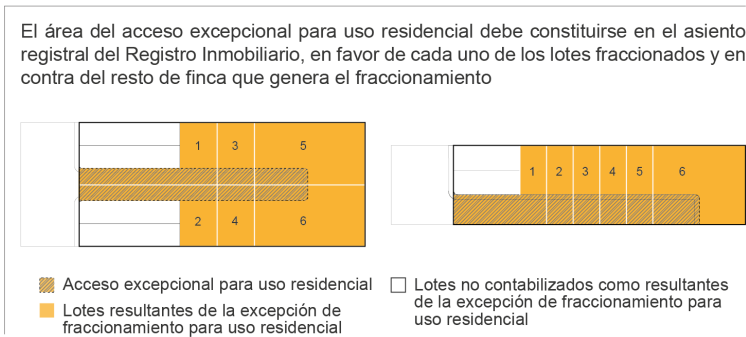 El área del acceso excepcional para uso residencial debe constituirse en el asiento
registral del Registro Inmobiliario, en favor de cada uno de los lotes fraccionados y en
contra del resto de finca que genera el fraccionamiento
1 3 5
2 4 6
1 2 3 4 5 6
Acceso excepcional para uso residencial
Lotes resultantes de la excepción de
fraccionamiento para uso residencial
Lotes no contabilizados como resultantes
de la excepción de fraccionamiento para
uso residencial